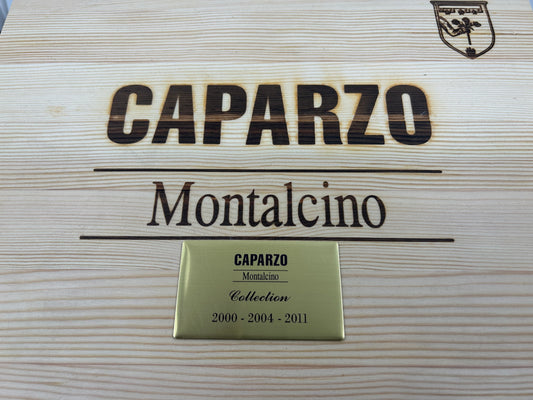 CAPARZO
Montalcino
CAPARZO
Montalcino
Collection
2000 - 2004 - 2011